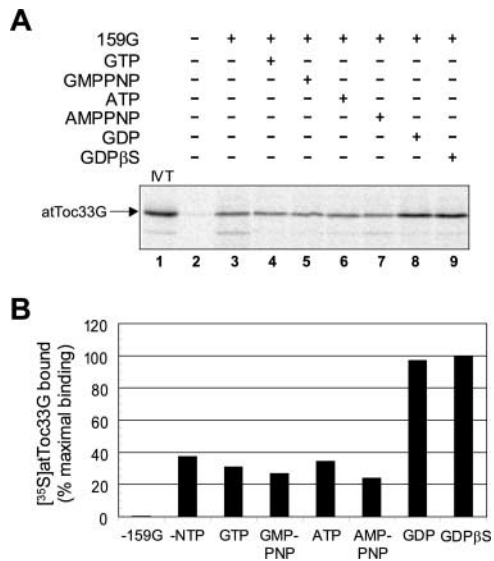 A
159G - + + + + + + +
GTP - - + - - - - -
GMPPNP - - - + - - - -
ATP - - - - + - - -
AMPPNP - - - - - + - -
GDP - - - - - - + -
GDPβS - - - - - - - +
IVT
atToc33G
1 2 3 4 5 6 7 8 9
B
[³⁵S]atToc33G bound
(% maximal binding)
120
100
80
60
40
20
0
-159G -NTP GTP GMP-PNP ATP AMP-PNP GDP GDPβS